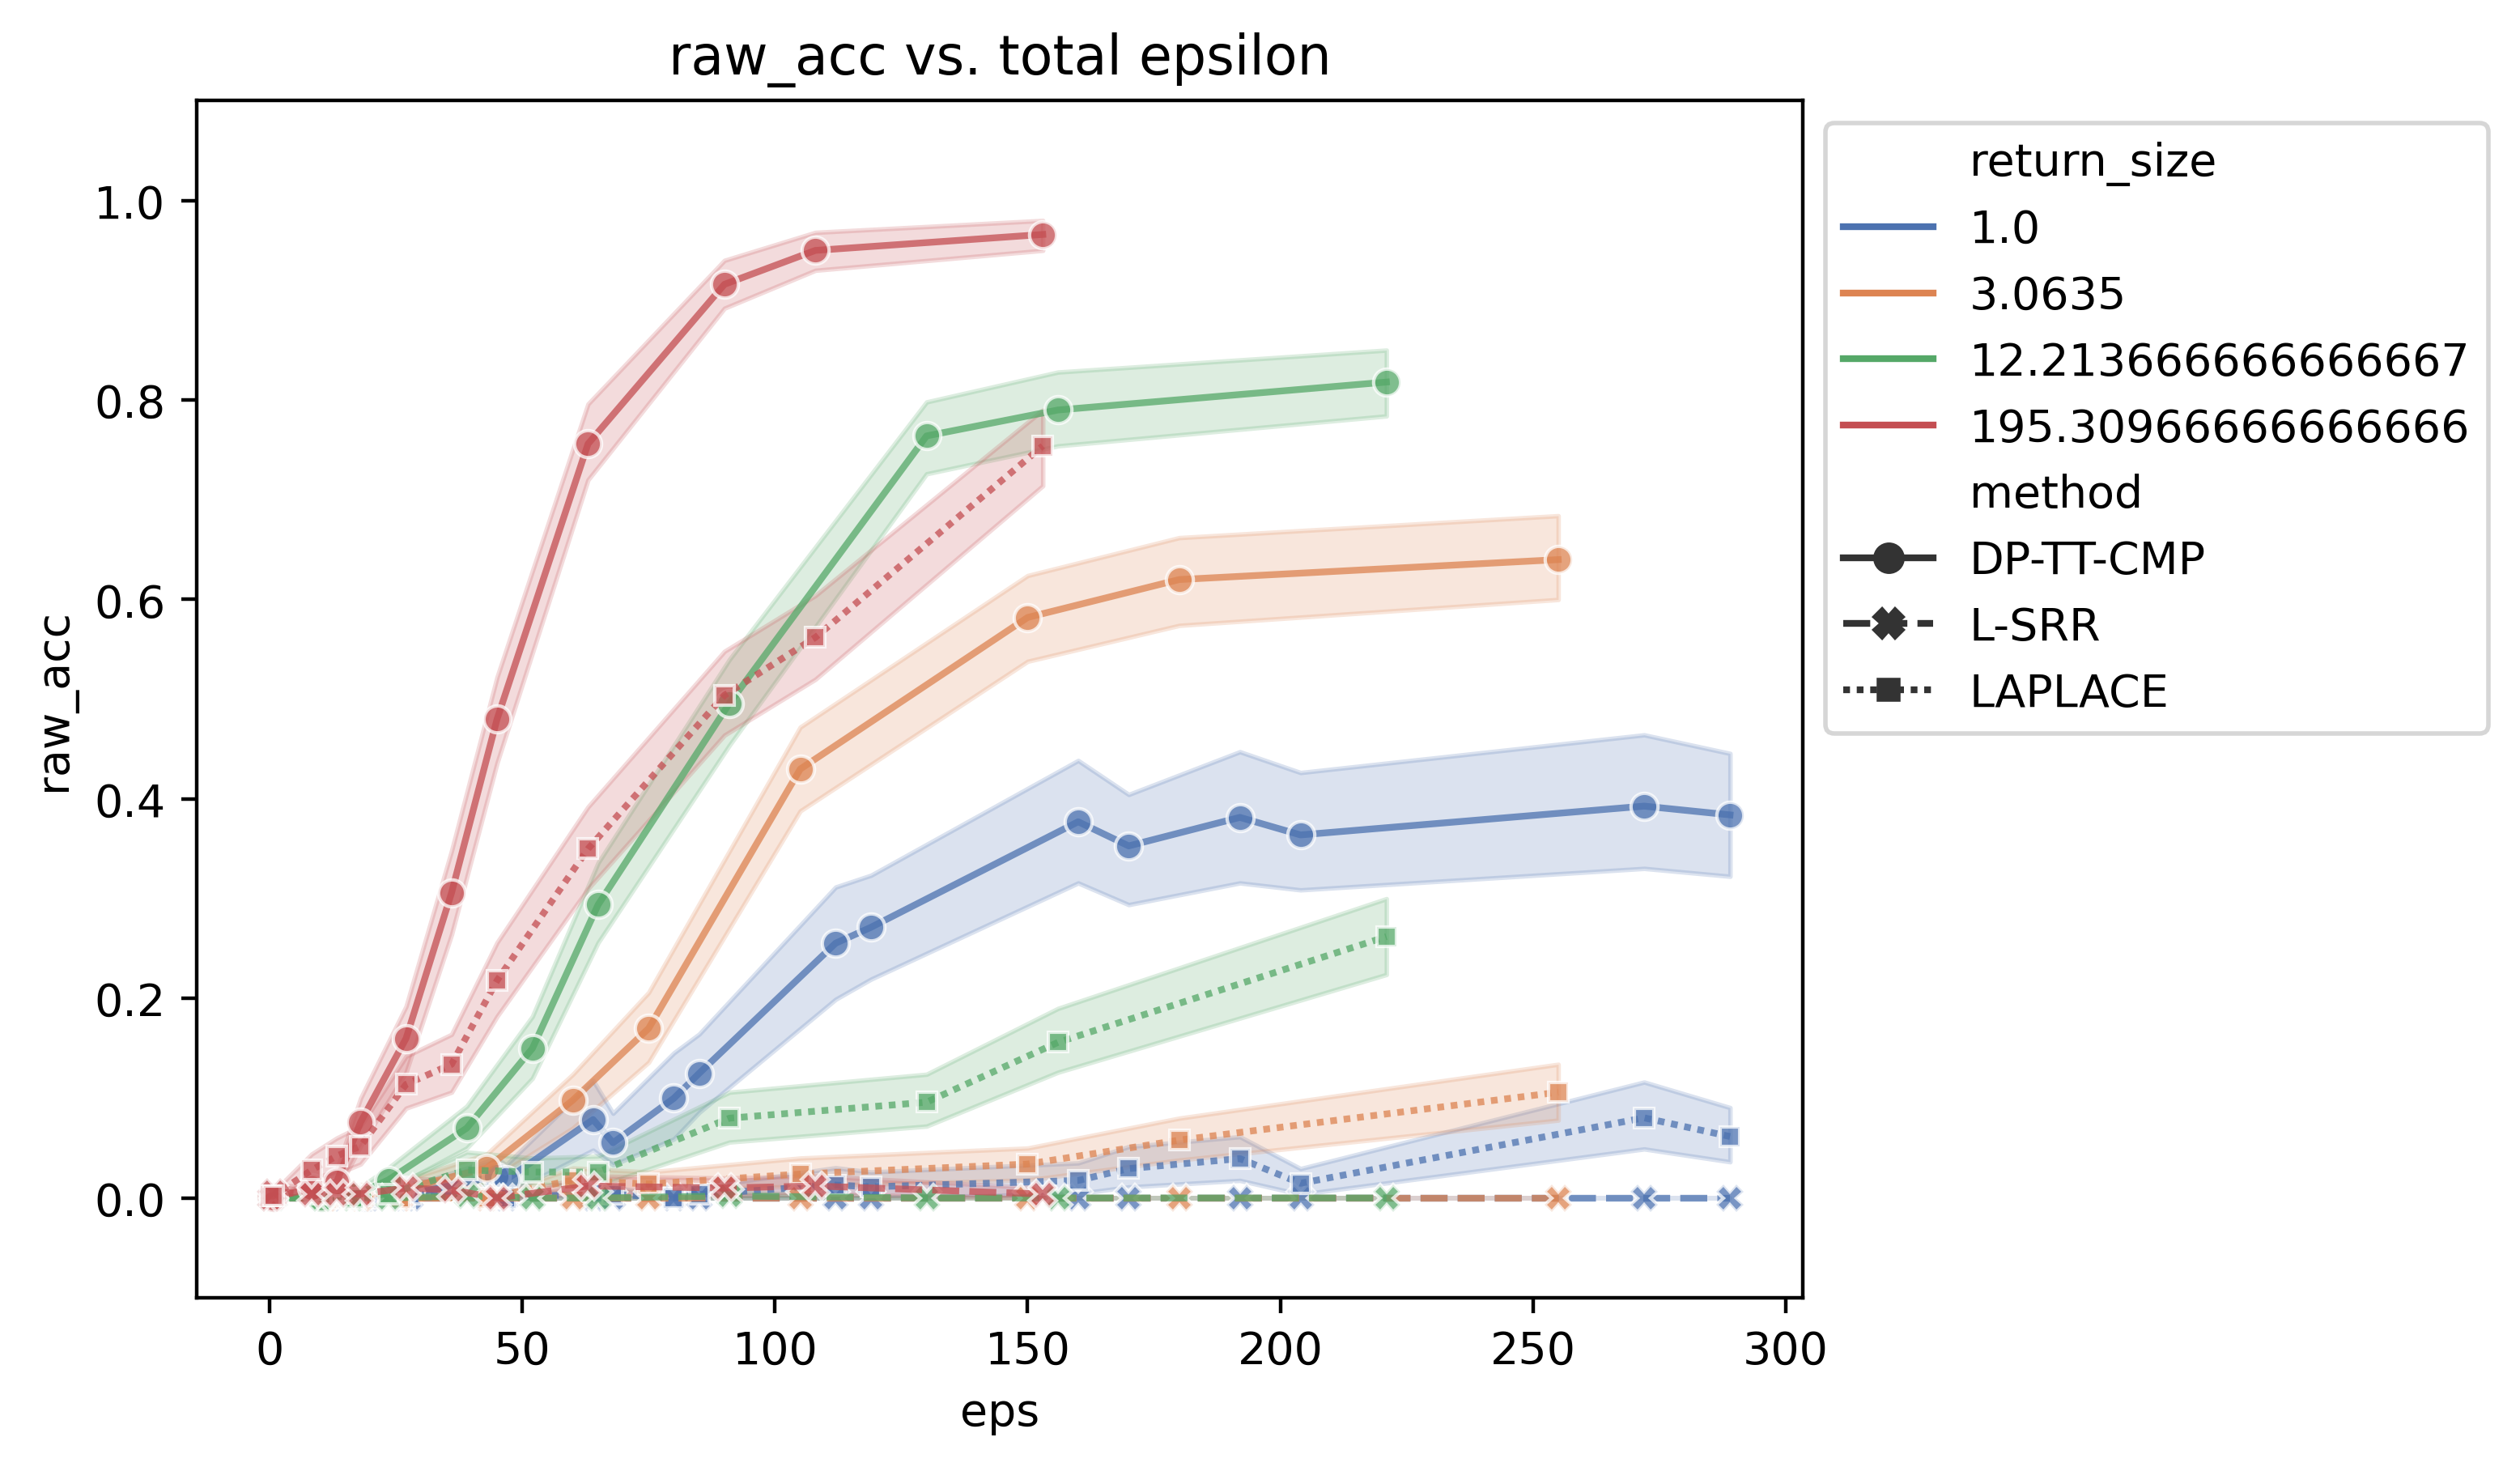 raw_acc vs. total epsilon
1.0
0.8
0.6
0.4
0.2
0.0
raw_acc
0
50
100
150
200
250
300
eps
return_size
1.0
3.0635
12.213666666666667
195.30966666666666
method
DP-TT-CMP
L-SRR
LAPLACE